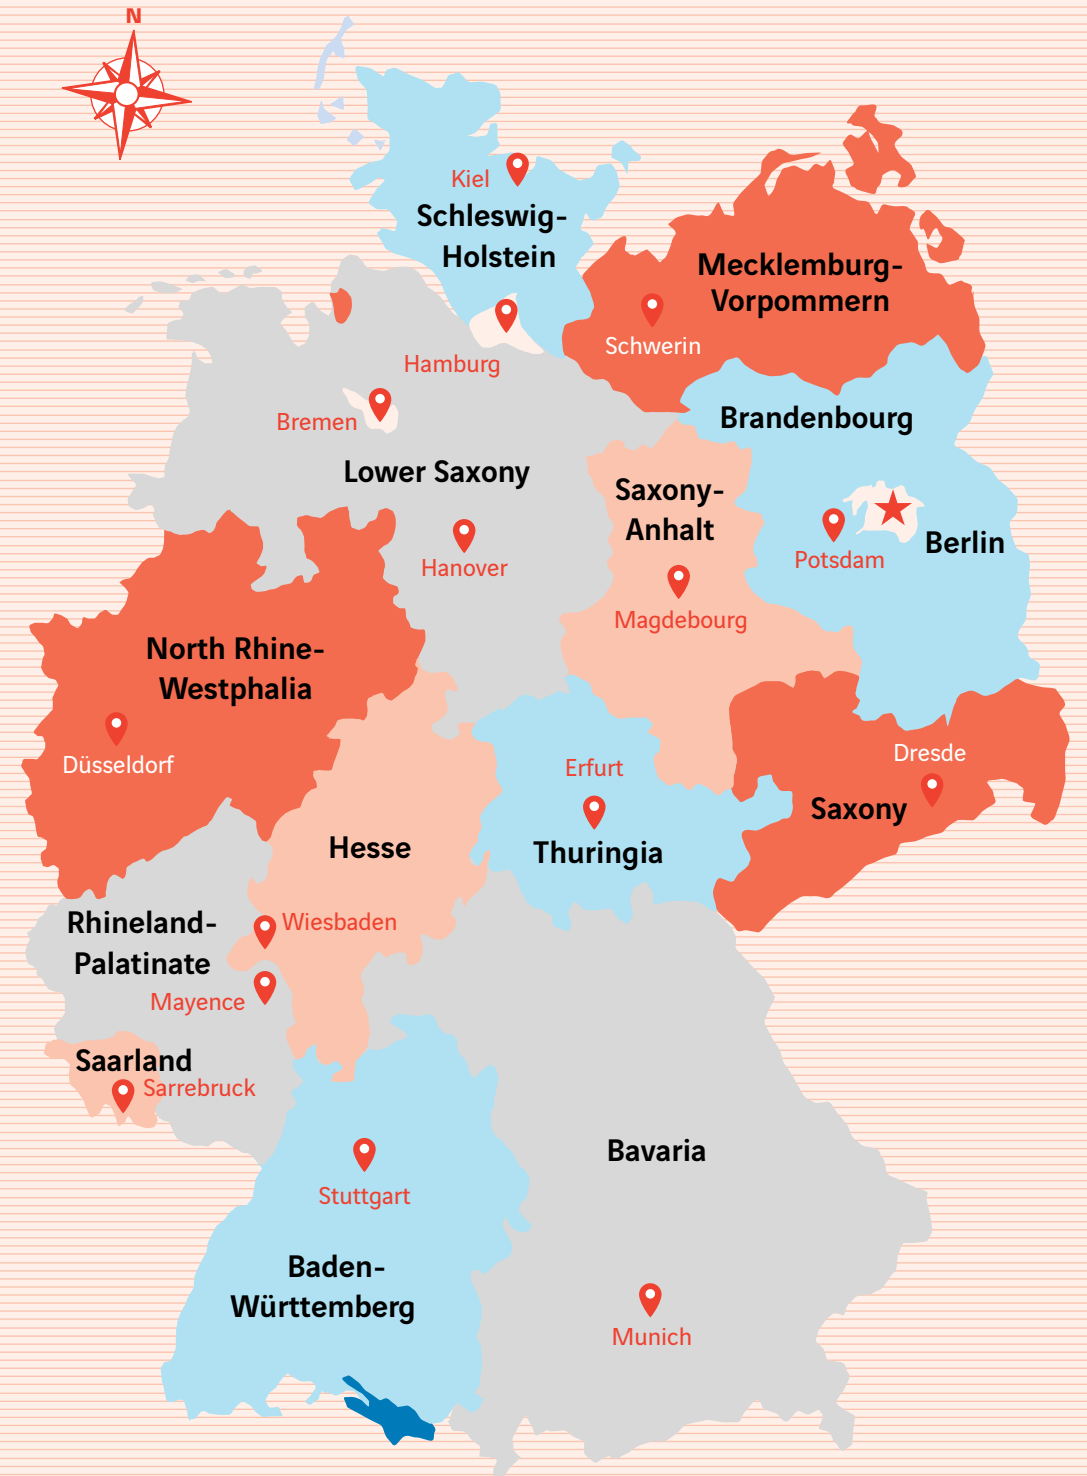 N
Kiel
Schleswig-
Holstein
Mecklemburg-
Vorpommern
Schwerin
Hamburg
Bremen
Brandenbourg
Lower Saxony
Saxony-
Anhalt
Hanover
Potsdam
Berlin
Magdebourg
North Rhine-
Westphalia
Düsseldorf
Erfurt
Dresde
Saxony
Hesse
Thuringia
Rhineland-
Palatinate
Wiesbaden
Mayence
Saarland
Sarrebruck
Bavaria
Stuttgart
Baden-
Württemberg
Munich